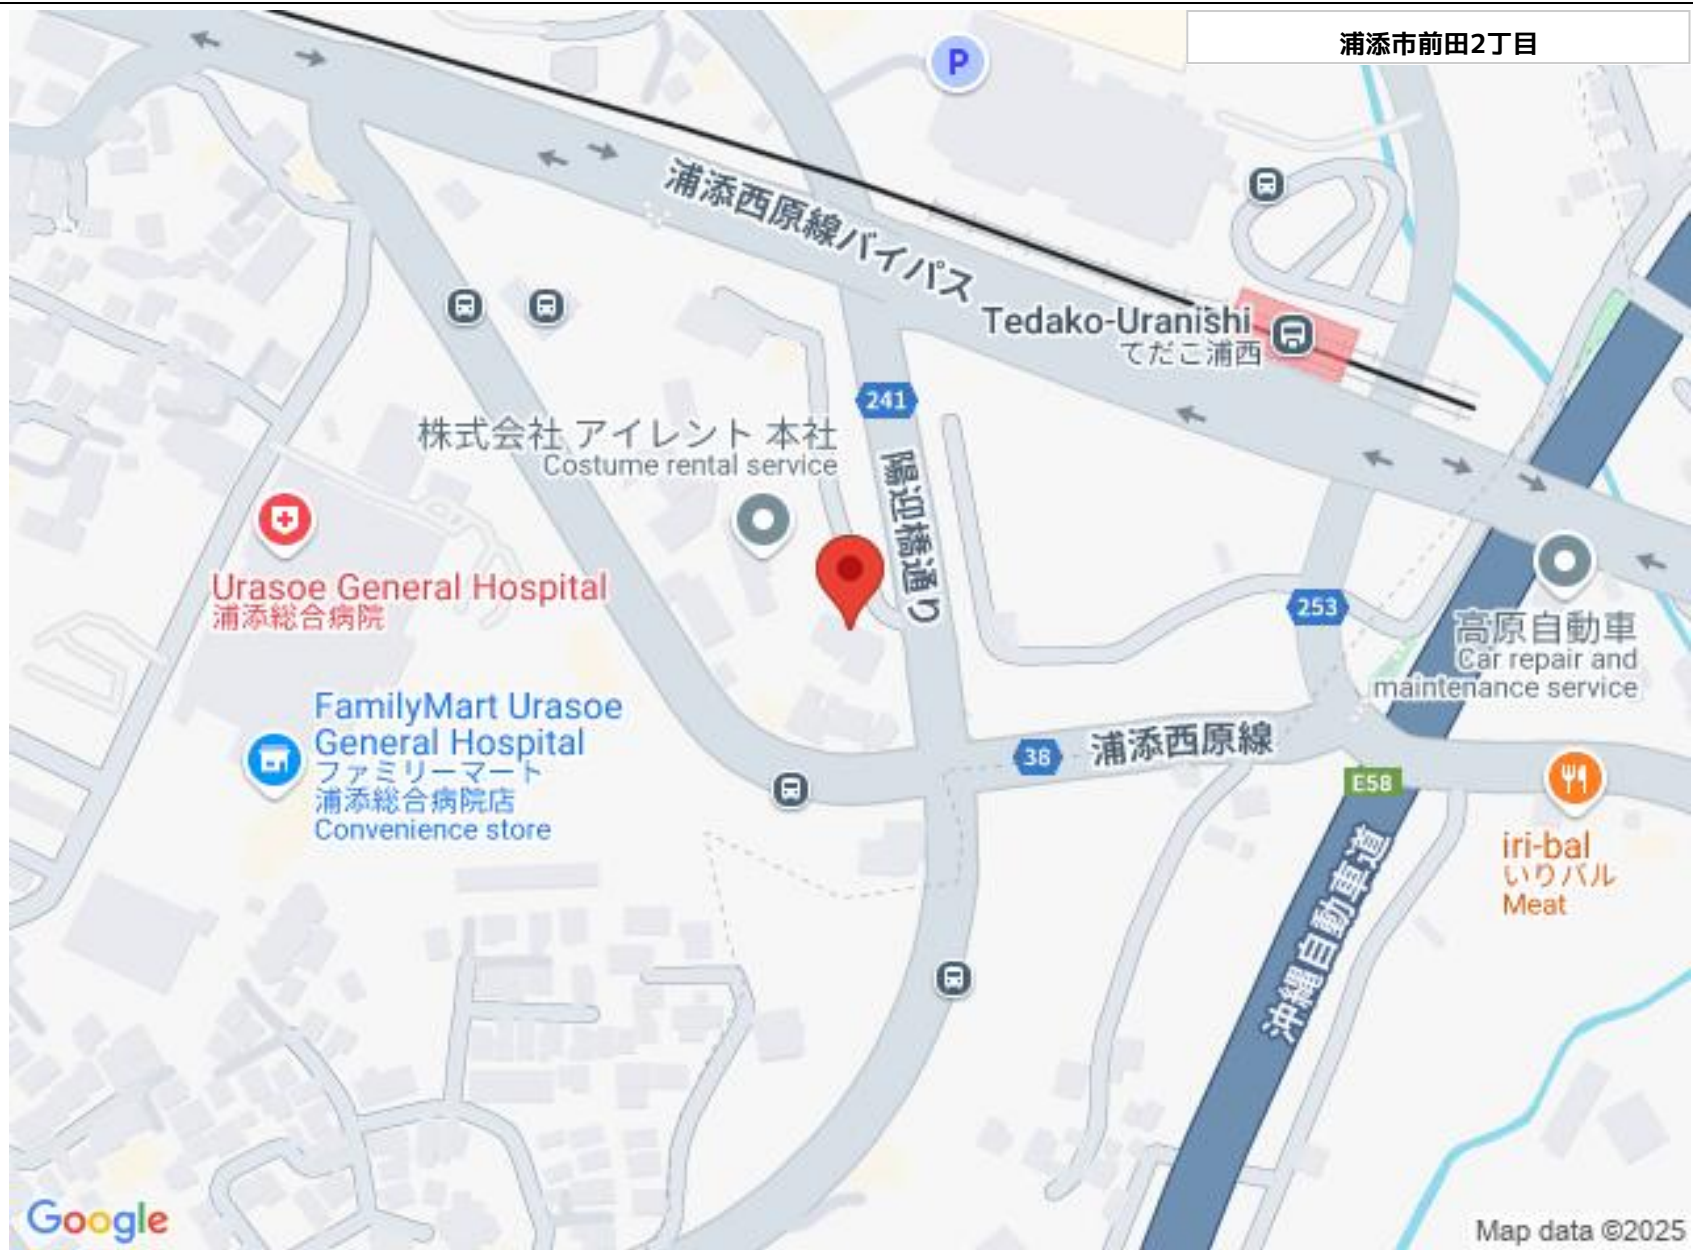 浦添市前田2丁目
P
浦添西原線バイパス
Tedako-Uranishi
てだこ浦西
241
株式会社 アイレント 本社
Costume rental service
陽迎橋通り
Urasoe General Hospital
浦添総合病院
253
高原自動車
Car repair and
maintenance service
FamilyMart Urasoe
General Hospital
ファミリーマート
浦添総合病院店
Convenience store
38
浦添西原線
E58
iri-bal
いりバル
Meat
沖縄自動車道
Google
Map data ©2025